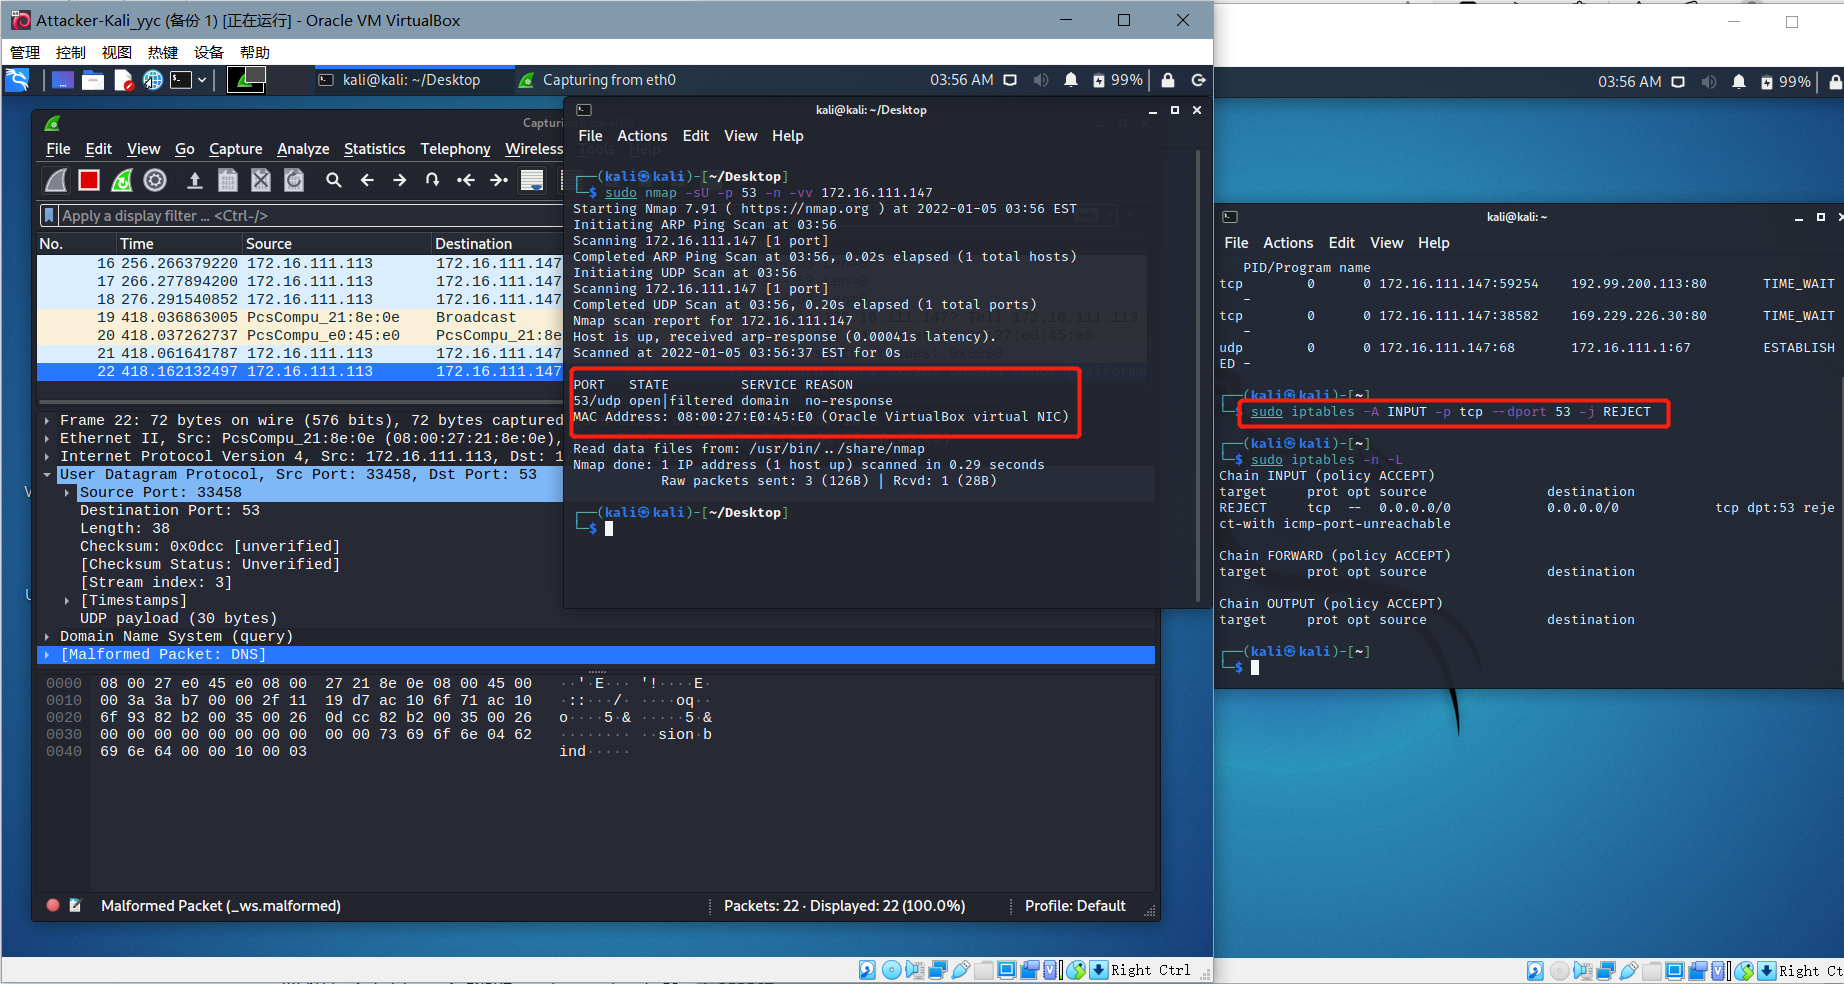 Attacker-Kali_yyc (备份 1) [正在运行] - Oracle VM VirtualBox
管理 控制 视图 热键 设备 帮助
kali@kali: ~/Desktop
Capturing from eth0
03:56 AM
99%
File Edit View Go Capture Analyze Statistics Telephony Wireless
Apply a display filter … <Ctrl-/>
No. Time Source Destination
16 256.266379220 172.16.111.113 172.16.111.147
17 266.277894200 172.16.111.113 172.16.111.147
18 276.291540852 172.16.111.113 172.16.111.147
19 418.036863005 PcsCompu_21:8e:0e Broadcast
20 418.037262737 PcsCompu_e0:45:e0 PcsCompu_21:8e
21 418.061641787 172.16.111.113 172.16.111.147
22 418.162132497 172.16.111.113 172.16.111.147
Frame 22: 72 bytes on wire (576 bits), 72 bytes captured
Ethernet II, Src: PcsCompu_21:8e:0e (08:00:27:21:8e:0e),
Internet Protocol Version 4, Src: 172.16.111.113, Dst: 1
User Datagram Protocol, Src Port: 33458, Dst Port: 53
Source Port: 33458
Destination Port: 53
Length: 38
Checksum: 0x0dcc [unverified]
[Checksum Status: Unverified]
[Stream index: 3]
[Timestamps]
UDP payload (30 bytes)
Domain Name System (query)
[Malformed Packet: DNS]
0000 08 00 27 e0 45 e0 08 00 27 21 8e 0e 08 00 45 00 ··'·E··· '!····E·
0010 00 3a 3a b7 00 00 2f 11 19 d7 ac 10 6f 71 ac 10 ·::···/· ····oq··
0020 6f 93 82 b2 00 35 00 26 0d cc 82 b2 00 35 00 26 o····5·& ·····5·&
0030 00 00 00 00 00 00 00 00 00 00 73 69 6f 6e 04 62 ········ ··sion·b
0040 69 6e 64 00 00 10 00 03 ind·····
Malformed Packet (_ws.malformed)
Packets: 22 · Displayed: 22 (100.0%)
Profile: Default
kali@kali: ~/Desktop
File Actions Edit View Help
┌──(kali㉿kali)-[~/Desktop]
└─$ sudo nmap -sU -p 53 -n -vv 172.16.111.147
Starting Nmap 7.91 ( https://nmap.org ) at 2022-01-05 03:56 EST
Initiating ARP Ping Scan at 03:56
Scanning 172.16.111.147 [1 port]
Completed ARP Ping Scan at 03:56, 0.02s elapsed (1 total hosts)
Initiating UDP Scan at 03:56
Scanning 172.16.111.147 [1 port]
Completed UDP Scan at 03:56, 0.20s elapsed (1 total ports)
Nmap scan report for 172.16.111.147
Host is up, received arp-response (0.00041s latency).
Scanned at 2022-01-05 03:56:37 EST for 0s
PORT STATE SERVICE REASON
53/udp open|filtered domain no-response
MAC Address: 08:00:27:E0:45:E0 (Oracle VirtualBox virtual NIC)
Read data files from: /usr/bin/../share/nmap
Nmap done: 1 IP address (1 host up) scanned in 0.29 seconds
Raw packets sent: 3 (126B) | Rcvd: 1 (28B)
┌──(kali㉿kali)-[~/Desktop]
└─$
Right Ctrl
03:56 AM
99%
kali@kali: ~
File Actions Edit View Help
PID/Program name
tcp 0 0 172.16.111.147:59254 192.99.200.113:80 TIME_WAIT
-
tcp 0 0 172.16.111.147:38582 169.229.226.30:80 TIME_WAIT
-
udp 0 0 172.16.111.147:68 172.16.111.1:67 ESTABLISH
ED -
┌──(kali㉿kali)-[~]
└─$ sudo iptables -A INPUT -p tcp --dport 53 -j REJECT
┌──(kali㉿kali)-[~]
└─$ sudo iptables -n -L
Chain INPUT (policy ACCEPT)
target prot opt source destination
REJECT tcp -- 0.0.0.0/0 0.0.0.0/0 tcp dpt:53 reje
ct-with icmp-port-unreachable
Chain FORWARD (policy ACCEPT)
target prot opt source destination
Chain OUTPUT (policy ACCEPT)
target prot opt source destination
┌──(kali㉿kali)-[~]
└─$
Right Ct